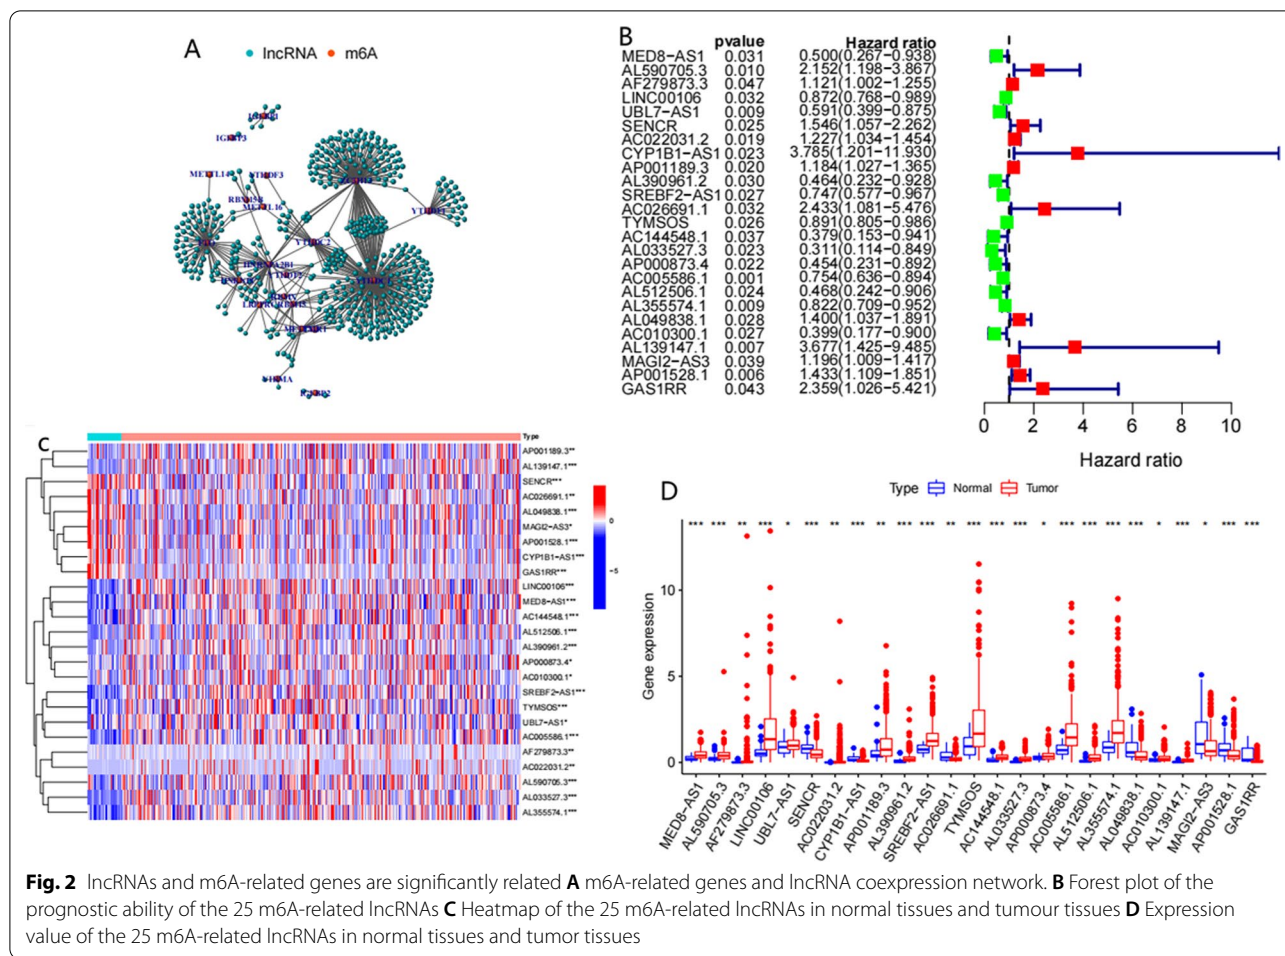 A
lncRNA m6A
IGFBP3
METTL14
YTHDF3
RBM15B
METTL16
YTHDC2
HNRNPA2B1
YTHDC1
IGFBP2
B
pvalue Hazard ratio
MED8-AS1 0.031 0.500(0.267-0.938)
AL590705.3 0.010 2.152(1.198-3.867)
AF279873.3 0.047 1.121(1.002-1.255)
LINC00106 0.032 0.872(0.768-0.989)
UBL7-AS1 0.009 0.591(0.399-0.875)
SENCR 0.025 1.546(1.057-2.262)
AC022031.2 0.019 1.227(1.034-1.454)
CYP1B1-AS1 0.023 3.785(1.201-11.930)
AP001189.3 0.020 1.184(1.027-1.365)
AL390961.2 0.030 0.464(0.232-0.928)
SREBF2-AS1 0.027 0.747(0.577-0.967)
AC026691.1 0.032 2.433(1.081-5.476)
TYMSOS 0.026 0.891(0.805-0.986)
AC144548.1 0.037 0.379(0.153-0.941)
AL033527.3 0.023 0.311(0.114-0.849)
AP000873.4 0.022 0.454(0.231-0.892)
AC005586.1 0.001 0.754(0.636-0.894)
AL512506.1 0.024 0.468(0.242-0.906)
AL355574.1 0.009 0.822(0.709-0.952)
AL049838.1 0.028 1.400(1.037-1.891)
AC010300.1 0.027 0.399(0.177-0.900)
AL139147.1 0.007 3.677(1.425-9.485)
MAGI2-AS3 0.039 1.196(1.009-1.417)
AP001528.1 0.006 1.433(1.109-1.851)
GAS1RR 0.043 2.359(1.026-5.421)
0 2 4 6 8 10
Hazard ratio
C
Type
AP001189.3**
AL139147.1***
SENCR***
AC026691.1**
AL049838.1***
MAGI2-AS3*
AP001528.1***
CYP1B1-AS1***
GAS1RR***
LINC00106***
MED8-AS1***
AC144548.1***
AL512506.1***
AL390961.2***
AP000873.4*
AC010300.1*
SREBF2-AS1***
TYMSOS***
UBL7-AS1*
AC005586.1***
AF279873.3**
AC022031.2**
AL590705.3***
AL033527.3***
AL355574.1***
0
−5
D
Type Normal Tumor
*** *** ** *** * *** ** *** ** *** *** ** *** *** *** * *** *** *** *** * *** * *** ***
Gene expression
10
5
0
MED8-AS1
AL590705.3
AF279873.3
LINC00106
UBL7-AS1
SENCR
AC022031.2
CYP1B1-AS1
AP001189.3
AL390961.2
SREBF2-AS1
AC026691.1
TYMSOS
AC144548.1
AL033527.3
AP000873.4
AC005586.1
AL512506.1
AL355574.1
AL049838.1
AC010300.1
AL139147.1
MAGI2-AS3
AP001528.1
GAS1RR
Fig. 2 lncRNAs and m6A-related genes are significantly related A m6A-related genes and lncRNA coexpression network. B Forest plot of the
prognostic ability of the 25 m6A-related lncRNAs C Heatmap of the 25 m6A-related lncRNAs in normal tissues and tumour tissues D Expression
value of the 25 m6A-related lncRNAs in normal tissues and tumor tissues